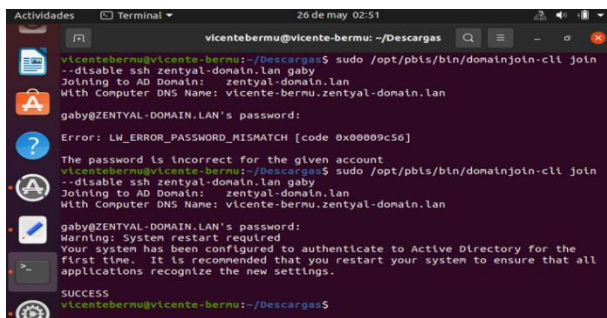 Actividades
Terminal
26 de may 02:51
vicentebermu@vicente-bermu: ~/Descargas
vicentebermu@vicente-bermu:~/Descargas$ sudo /opt/pbis/bin/domainjoin-cli join
--disable ssh zentyal-domain.lan gaby
Joining to AD Domain: zentyal-domain.lan
With Computer DNS Name: vicente-bermu.zentyal-domain.lan
gaby@ZENTYAL-DOMAIN.LAN's password:
Error: LW_ERROR_PASSWORD_MISMATCH [code 0x00009c56]
The password is incorrect for the given account
vicentebermu@vicente-bermu:~/Descargas$ sudo /opt/pbis/bin/domainjoin-cli join
--disable ssh zentyal-domain.lan gaby
Joining to AD Domain: zentyal-domain.lan
With Computer DNS Name: vicente-bermu.zentyal-domain.lan
gaby@ZENTYAL-DOMAIN.LAN's password:
Warning: System restart required
Your system has been configured to authenticate to Active Directory for the
first time. It is recommended that you restart your system to ensure that all
applications recognize the new settings.
SUCCESS
vicentebermu@vicente-bermu:~/Descargas$